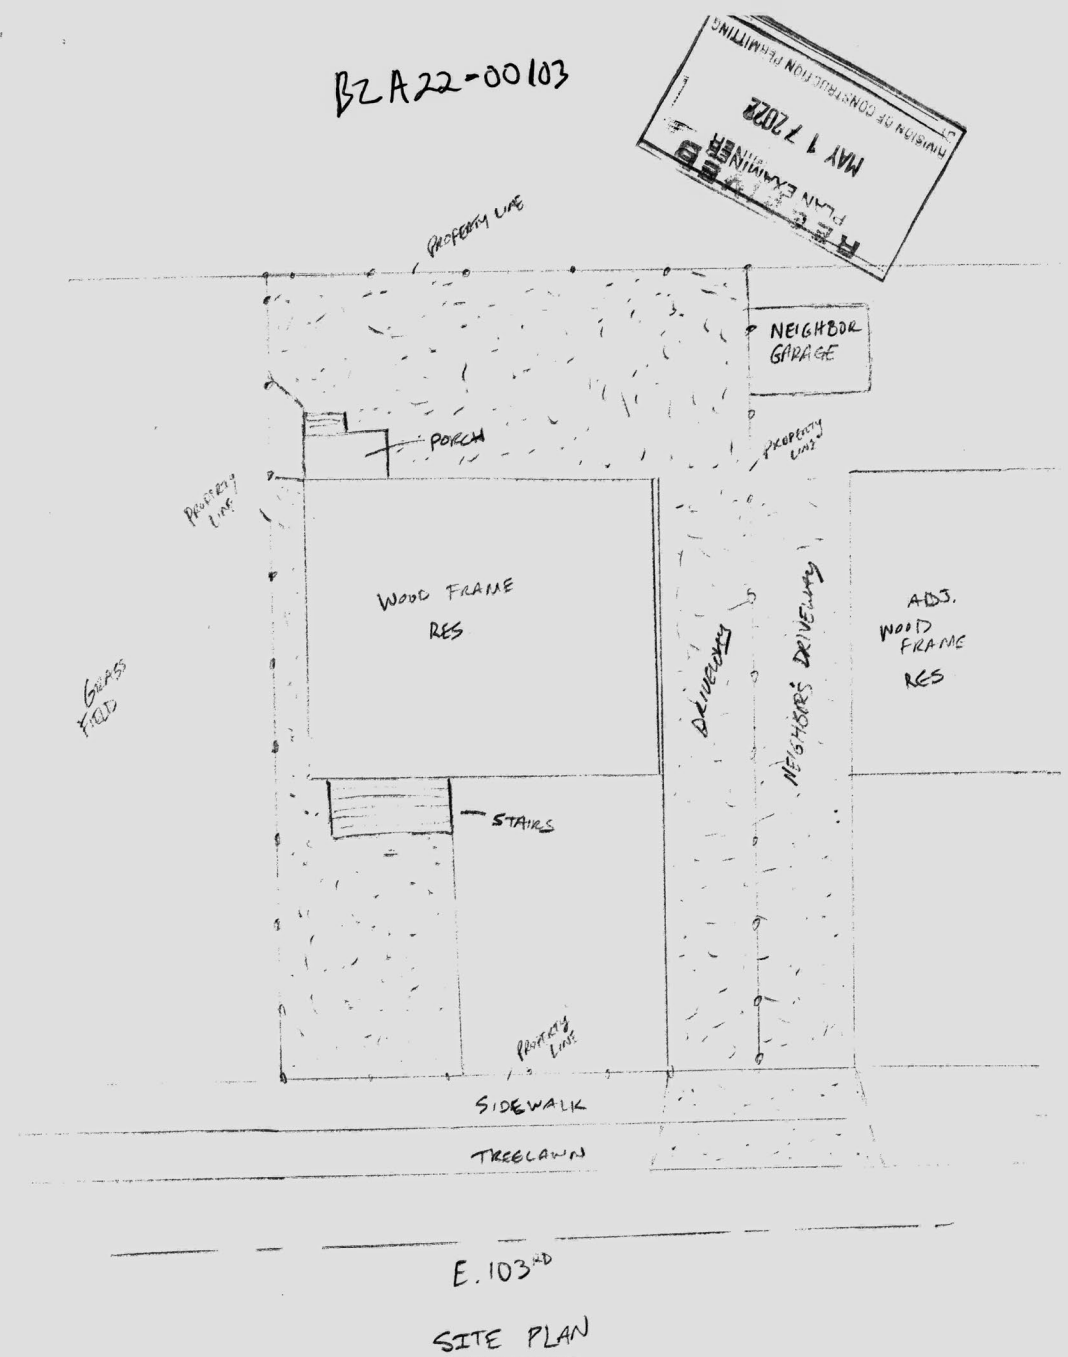 BZA22-00103
DIVISION OF CONSTRUCTION PERMITTING
MAY 17 2022
PLAN EXAMINER
RECEIVED
PROPERTY LINE
NEIGHBOR
GARAGE
PORCH
PROPERTY
LINE
PROPERTY
LINE
WOOD FRAME
RES
ADJ.
WOOD
FRAME
RES
DRIVEWAY
NEIGHBORS DRIVEWAY
GRASS
FIELD
STAIRS
PROPERTY
LINE
SIDEWALK
TREELAWN
E. 103RD
SITE PLAN